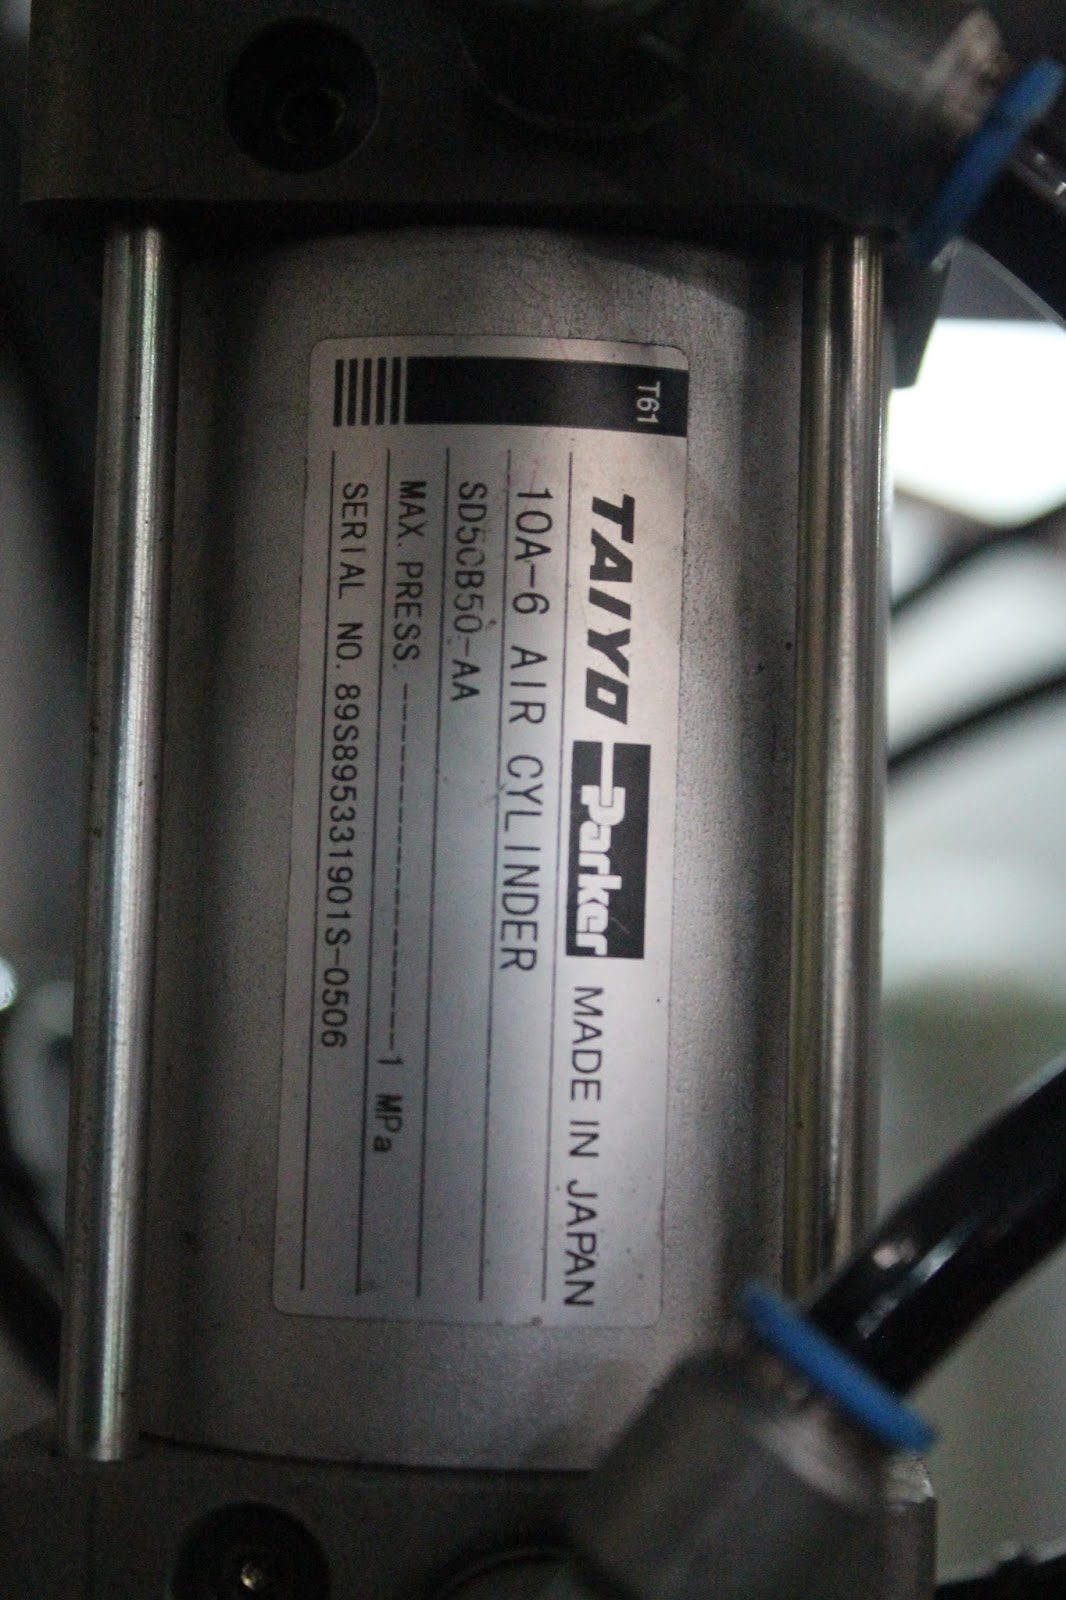 T61
TAIYO Parker MADE IN JAPAN
10A-6 AIR CYLINDER
SD50B50-AA
MAX. PRESS. -------------------1 MPa
SERIAL NO. 89S895331901S-0506